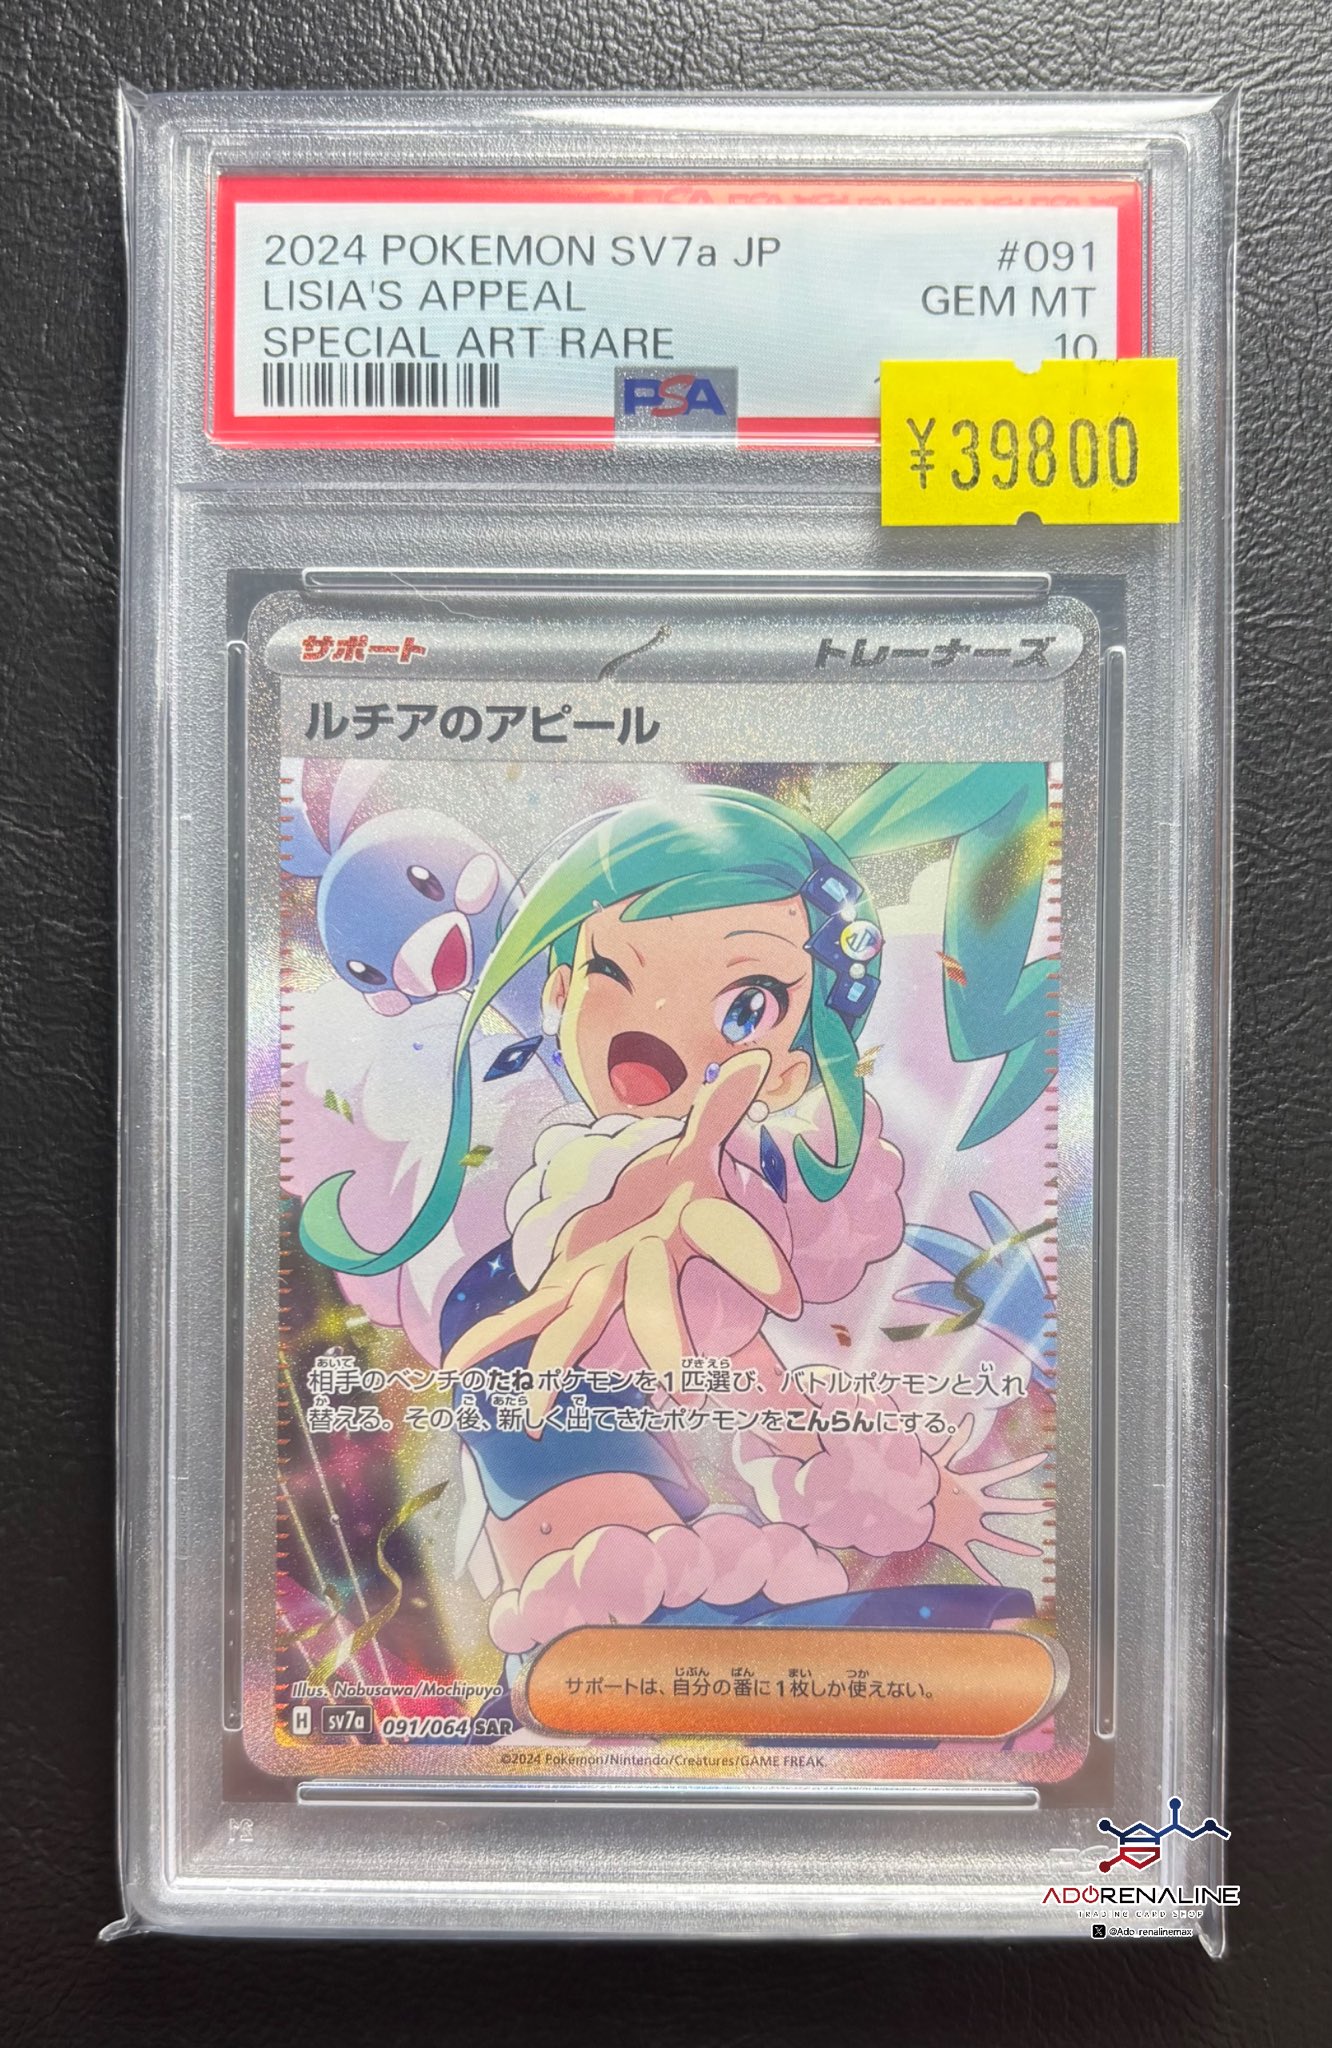 2024 POKEMON SV7a JP #091
LISIA'S APPEAL GEM MT
SPECIAL ART RARE 10
PSA
¥39800
サポート トレーナーズ
ルチアのアピール
相手のベンチのたねポケモンを1匹選び、バトルポケモンと入れ
替える。その後、新しく出てきたポケモンをこんらんにする。
サポートは、自分の番に1枚しか使えない。
Illus. Nobusawa/Mochipuyo
H sv7a 091/064 SAR
©2024 Pokémon/Nintendo/Creatures/GAME FREAK.
ADORENALINE
TRADING CARD SHOP
X @Ado_renalinemax